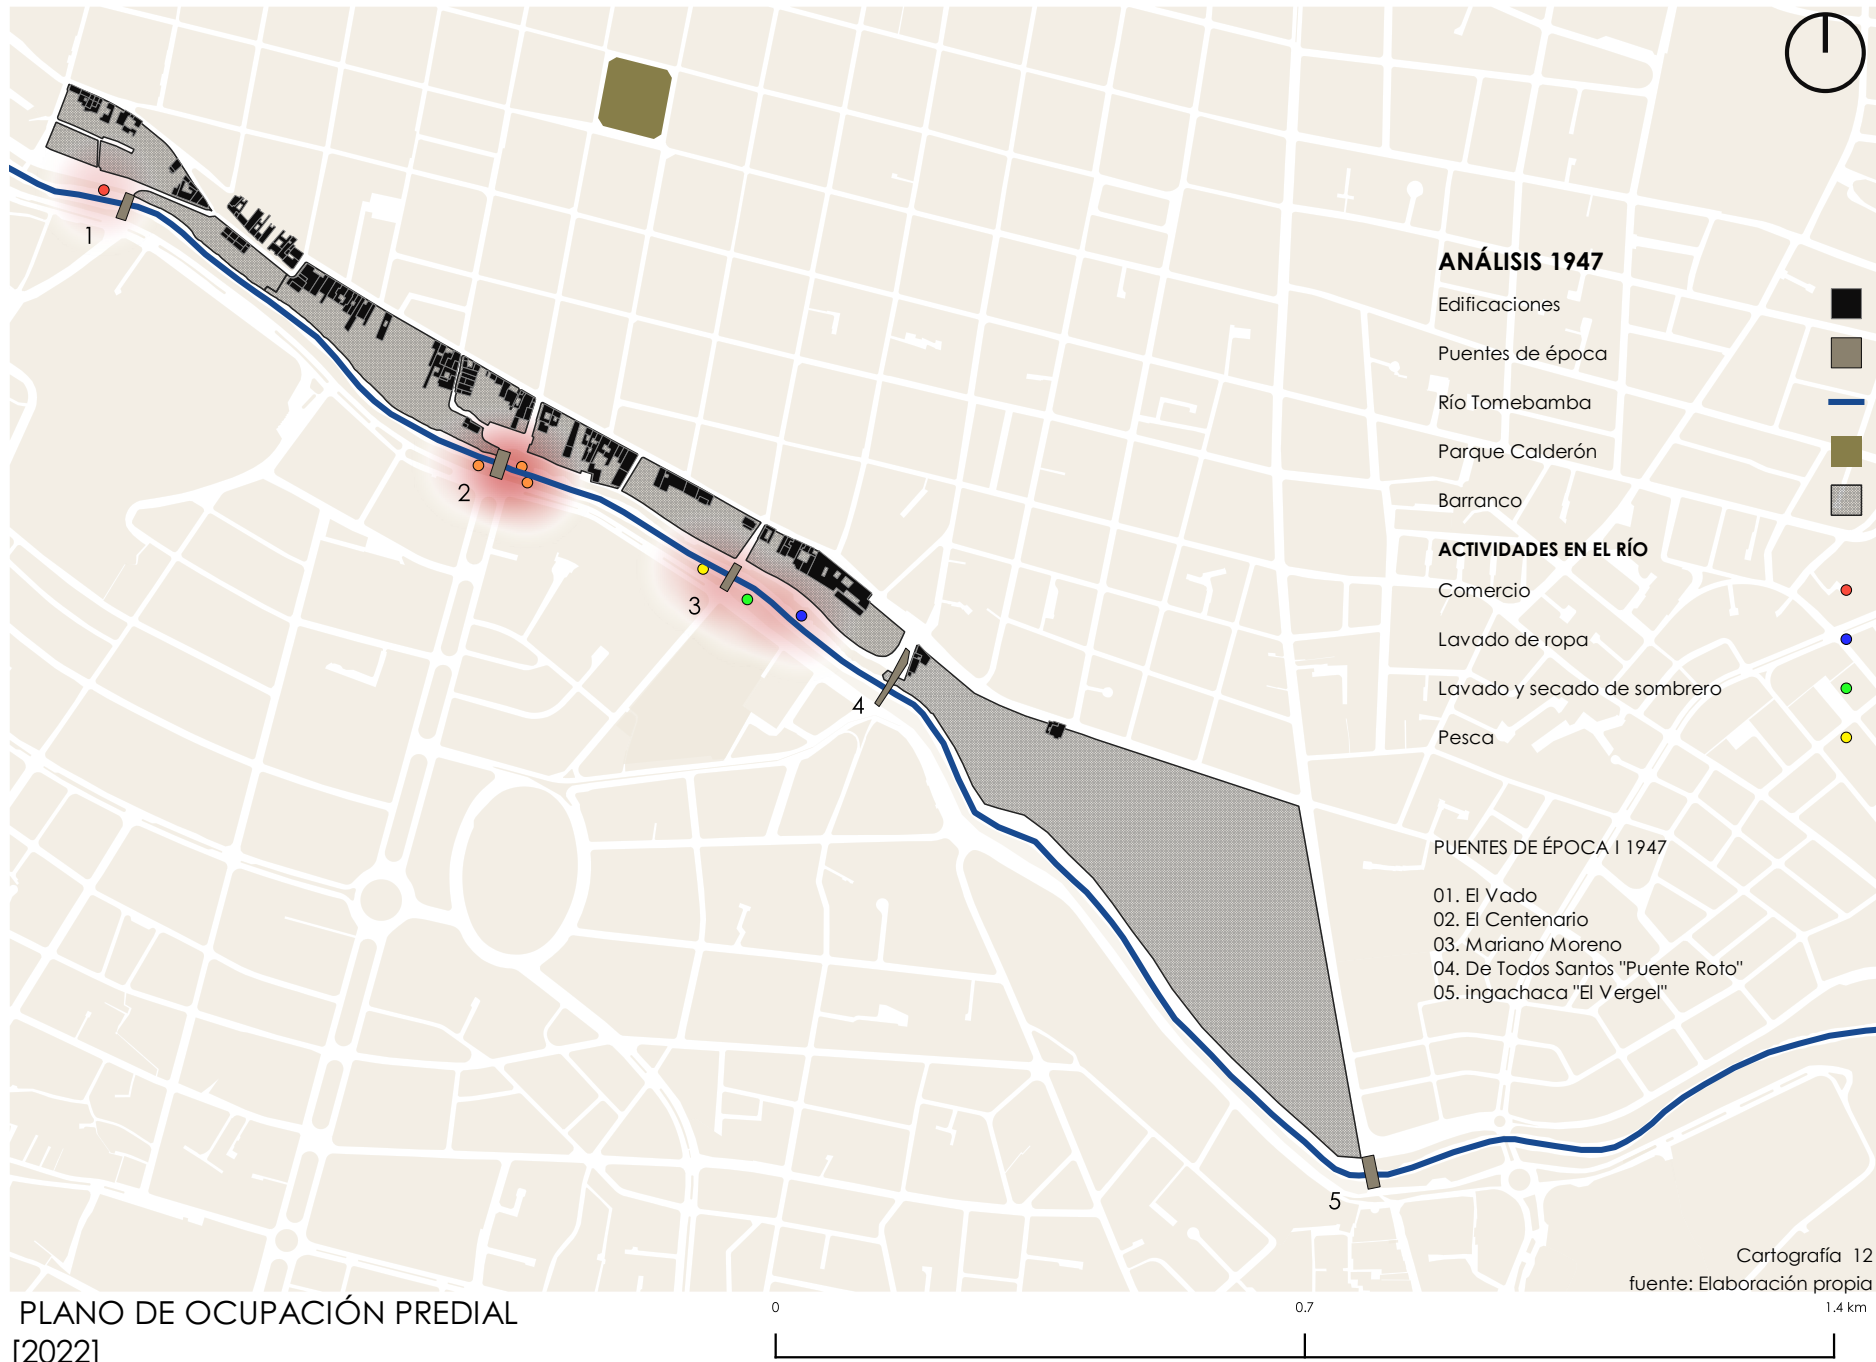 1
2
3
4
5
ANÁLISIS 1947
Edificaciones
Puentes de época
Río Tomebamba
Parque Calderón
Barranco
ACTIVIDADES EN EL RÍO
Comercio
Lavado de ropa
Lavado y secado de sombrero
Pesca
PUENTES DE ÉPOCA I 1947
01. El Vado
02. El Centenario
03. Mariano Moreno
04. De Todos Santos "Puente Roto"
05. ingachaca "El Vergel"
Cartografía 12
fuente: Elaboración propia
PLANO DE OCUPACIÓN PREDIAL
[2022]
0
0.7
1.4 km